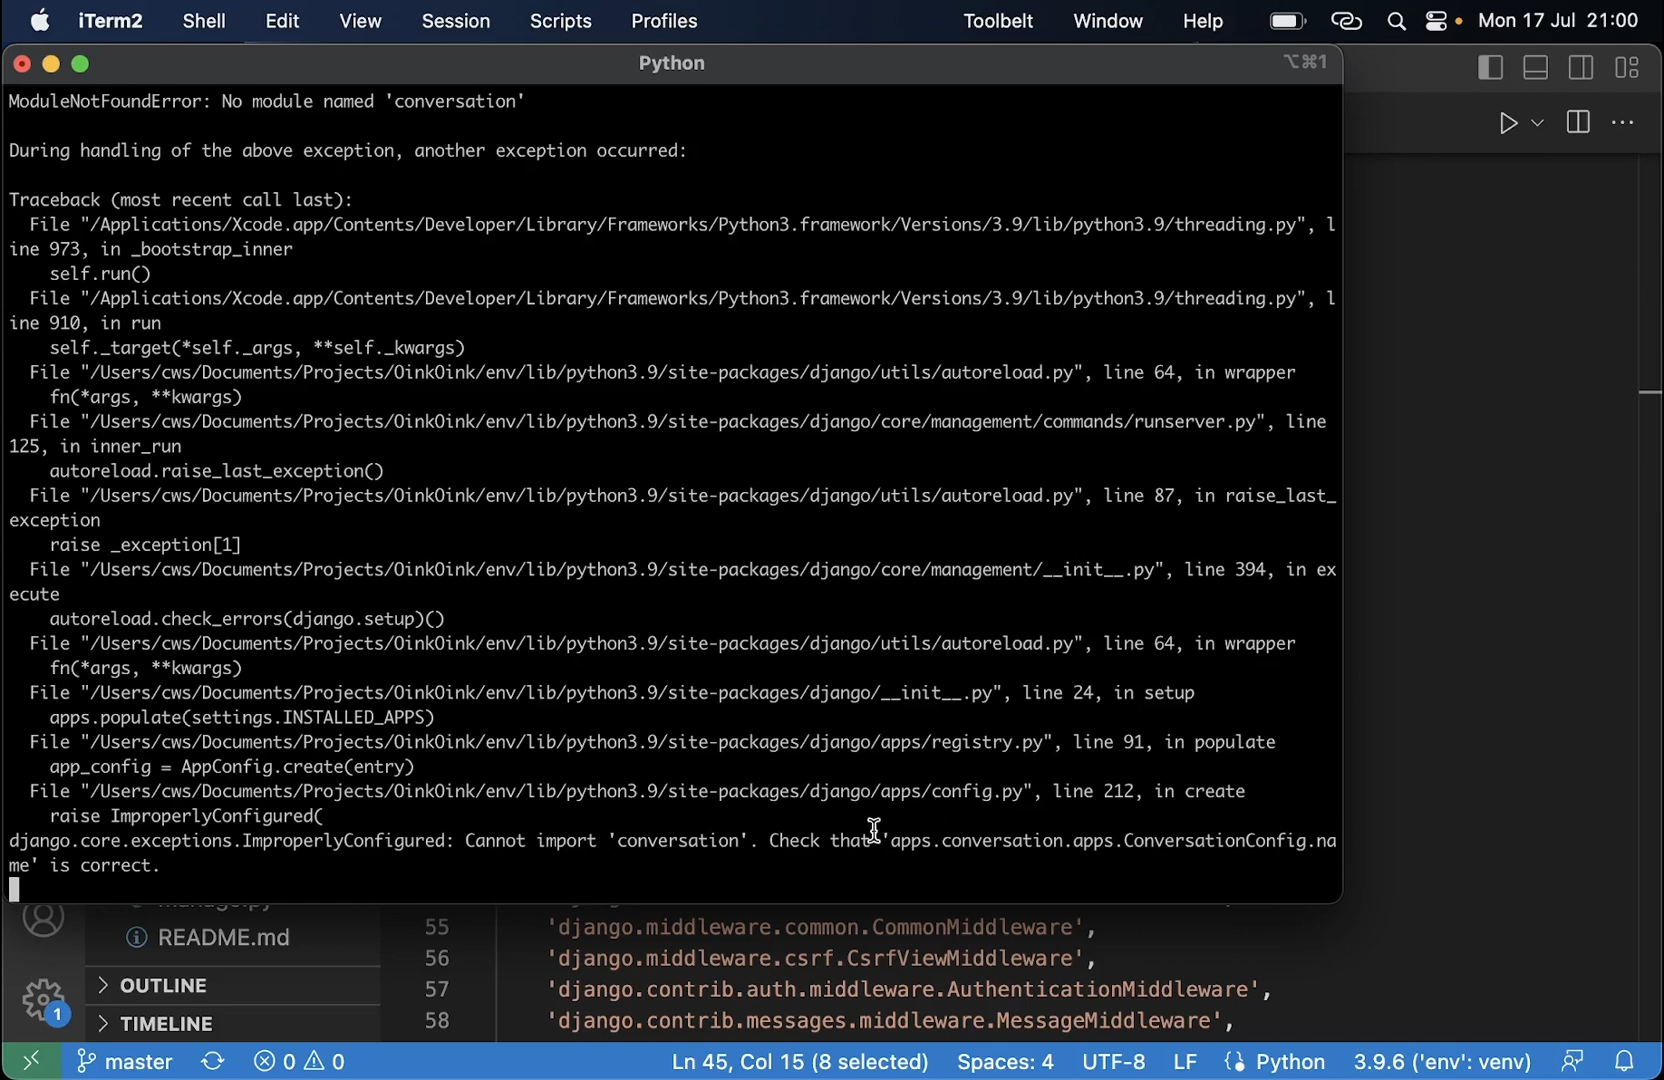 iTerm2 Shell Edit View Session Scripts Profiles Toolbelt Window Help Mon 17 Jul 21:00
Python ⌥⌘1
ModuleNotFoundError: No module named 'conversation'
During handling of the above exception, another exception occurred:
Traceback (most recent call last):
File "/Applications/Xcode.app/Contents/Developer/Library/Frameworks/Python3.framework/Versions/3.9/lib/python3.9/threading.py", l
ine 973, in _bootstrap_inner
self.run()
File "/Applications/Xcode.app/Contents/Developer/Library/Frameworks/Python3.framework/Versions/3.9/lib/python3.9/threading.py", l
ine 910, in run
self._target(*self._args, **self._kwargs)
File "/Users/cws/Documents/Projects/OinkOink/env/lib/python3.9/site-packages/django/utils/autoreload.py", line 64, in wrapper
fn(*args, **kwargs)
File "/Users/cws/Documents/Projects/OinkOink/env/lib/python3.9/site-packages/django/core/management/commands/runserver.py", line
125, in inner_run
autoreload.raise_last_exception()
File "/Users/cws/Documents/Projects/OinkOink/env/lib/python3.9/site-packages/django/utils/autoreload.py", line 87, in raise_last_
exception
raise _exception[1]
File "/Users/cws/Documents/Projects/OinkOink/env/lib/python3.9/site-packages/django/core/management/__init__.py", line 394, in ex
ecute
autoreload.check_errors(django.setup)()
File "/Users/cws/Documents/Projects/OinkOink/env/lib/python3.9/site-packages/django/utils/autoreload.py", line 64, in wrapper
fn(*args, **kwargs)
File "/Users/cws/Documents/Projects/OinkOink/env/lib/python3.9/site-packages/django/__init__.py", line 24, in setup
apps.populate(settings.INSTALLED_APPS)
File "/Users/cws/Documents/Projects/OinkOink/env/lib/python3.9/site-packages/django/apps/registry.py", line 91, in populate
app_config = AppConfig.create(entry)
File "/Users/cws/Documents/Projects/OinkOink/env/lib/python3.9/site-packages/django/apps/config.py", line 212, in create
raise ImproperlyConfigured(
django.core.exceptions.ImproperlyConfigured: Cannot import 'conversation'. Check that 'apps.conversation.apps.ConversationConfig.na
me' is correct.
README.md
OUTLINE
TIMELINE
1
55 'django.middleware.common.CommonMiddleware',
56 'django.middleware.csrf.CsrfViewMiddleware',
57 'django.contrib.auth.middleware.AuthenticationMiddleware',
58 'django.contrib.messages.middleware.MessageMiddleware',
master 0 0 Ln 45, Col 15 (8 selected) Spaces: 4 UTF-8 LF Python 3.9.6 ('env': venv)